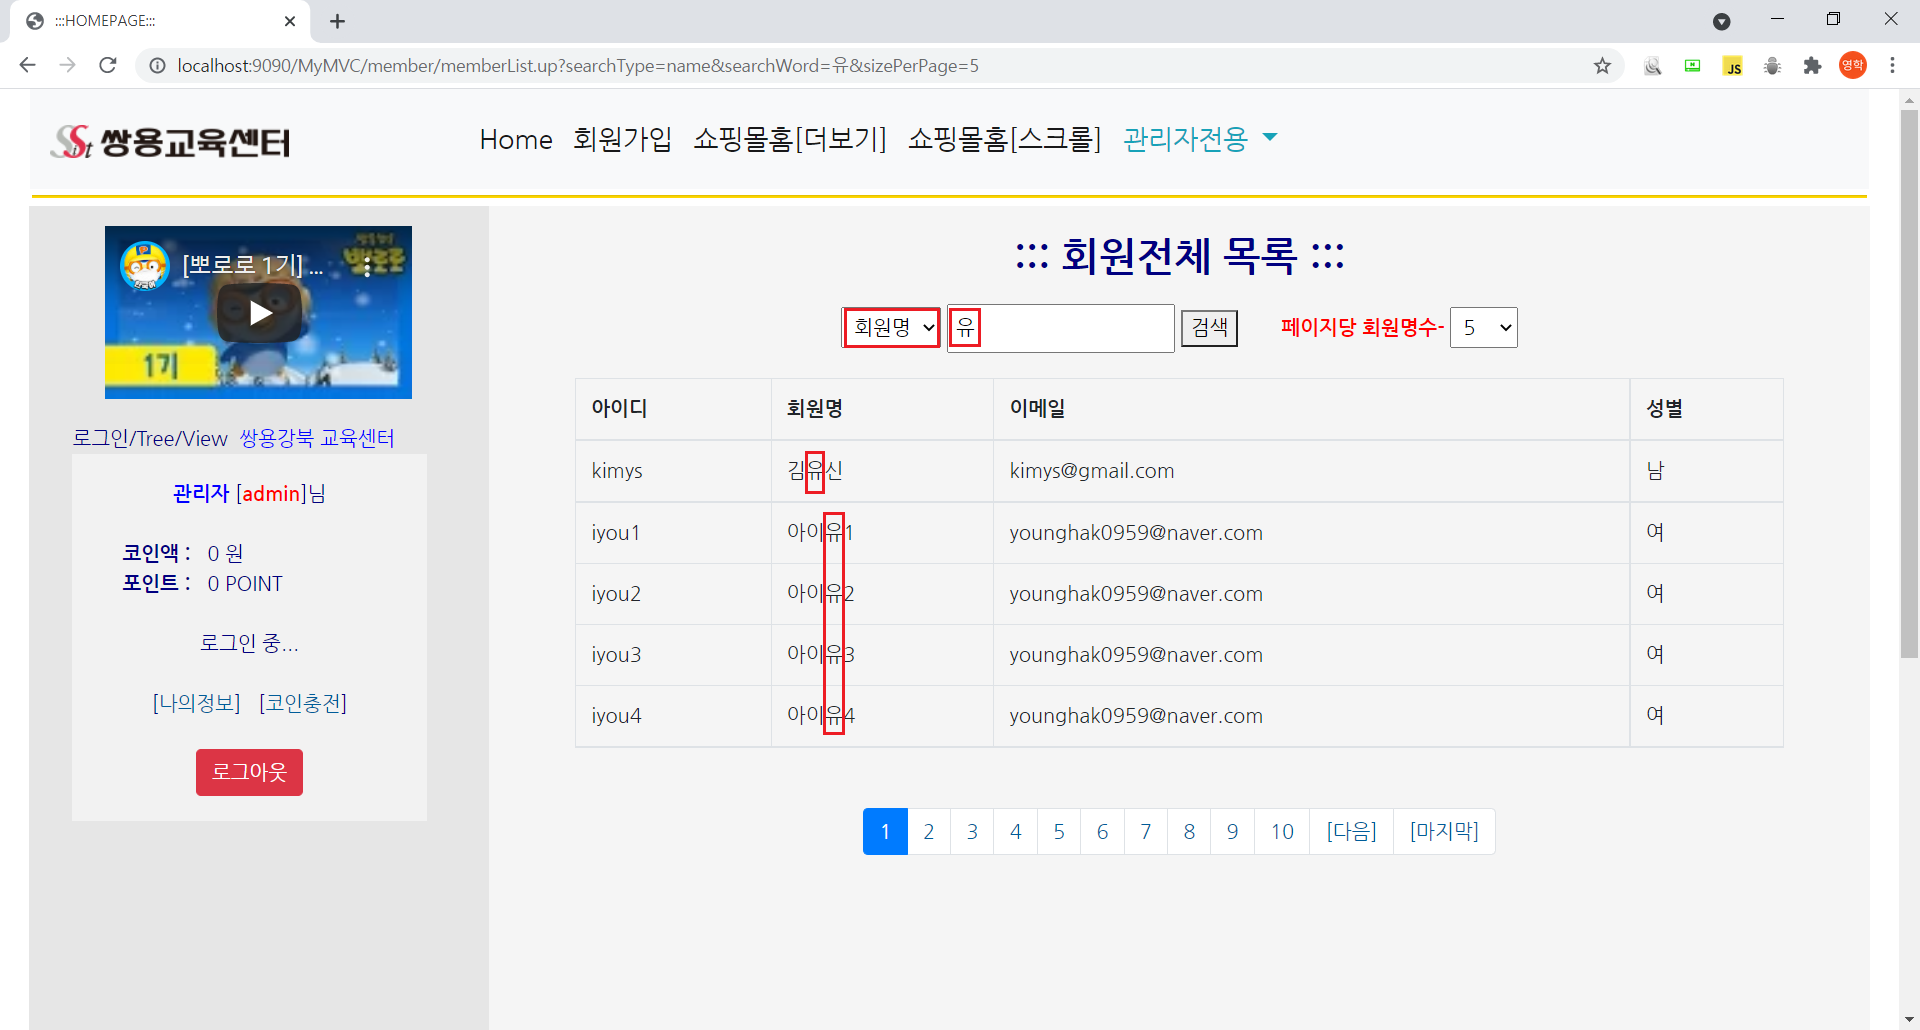 :::HOMEPAGE:::
localhost:9090/MyMVC/member/memberList.up?searchType=name&searchWord=유&sizePerPage=5
JS
영학
SSist 쌍용교육센터
Home 회원가입 쇼핑몰홈[더보기] 쇼핑몰홈[스크롤] 관리자전용
[뽀로로 1기] ...
뽀로로
1기
로그인/Tree/View 쌍용강북 교육센터
관리자 [admin]님
코인액 : 0 원
포인트 : 0 POINT
로그인 중...
[나의정보] [코인충전]
로그아웃
::: 회원전체 목록 :::
회원명 유 검색 페이지당 회원명수- 5
아이디 회원명 이메일 성별
kimys 김유신 kimys@gmail.com 남
iyou1 아이유1 younghak0959@naver.com 여
iyou2 아이유2 younghak0959@naver.com 여
iyou3 아이유3 younghak0959@naver.com 여
iyou4 아이유4 younghak0959@naver.com 여
1 2 3 4 5 6 7 8 9 10 [다음] [마지막]